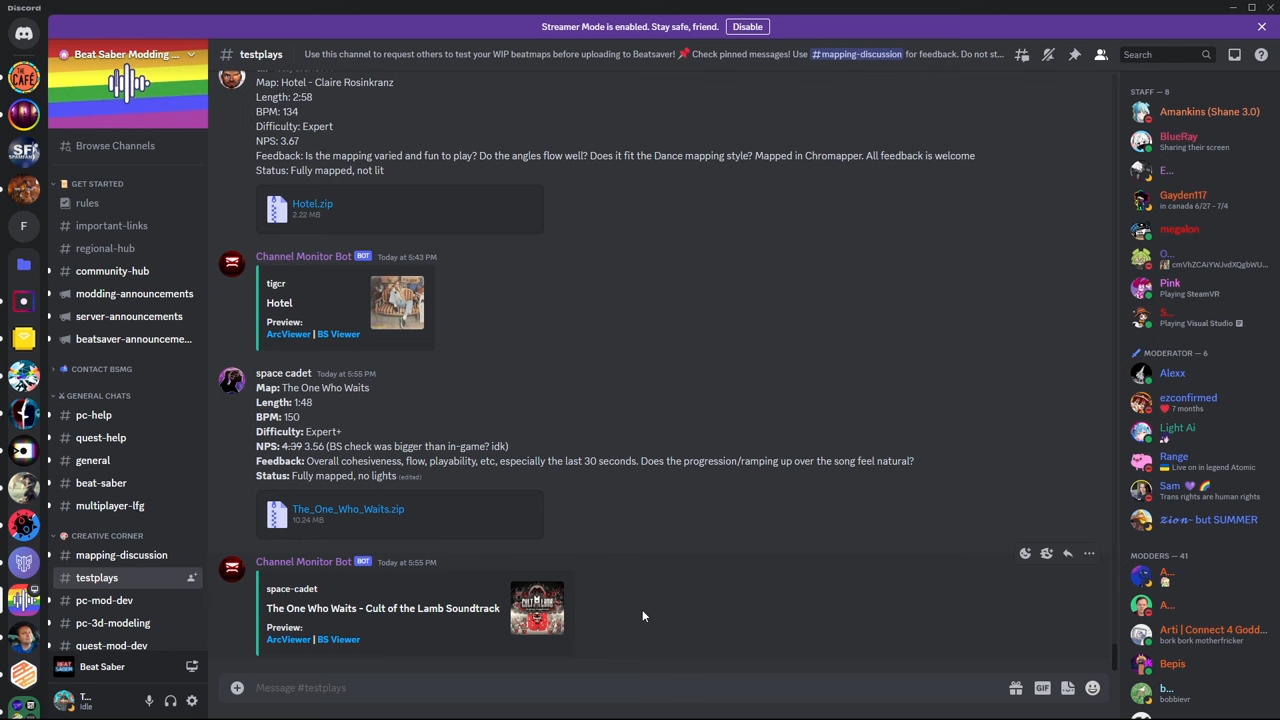 Discord
Streamer Mode is enabled. Stay safe, friend. Disable
Beat Saber Modding ...
# testplays
Use this channel to request others to test your WIP beatmaps before uploading to Beatsaver! 📌 Check pinned messages! Use #mapping-discussion for feedback. Do not st...
Search
Browse Channels
GET STARTED
rules
important-links
regional-hub
community-hub
modding-announcements
server-announcements
beatsaver-announceme...
CONTACT BSMG
GENERAL CHATS
pc-help
quest-help
general
beat-saber
multiplayer-lfg
CREATIVE CORNER
mapping-discussion
testplays
pc-mod-dev
pc-3d-modeling
quest-mod-dev
BEAT SABER
Beat Saber
T...
Idle
THE CAFÉ
SF
SPAMFAM
F
Map: Hotel - Claire Rosinkranz
Length: 2:58
BPM: 134
Difficulty: Expert
NPS: 3.67
Feedback: Is the mapping varied and fun to play? Do the angles flow well? Does it fit the Dance mapping style? Mapped in Chromapper. All feedback is welcome
Status: Fully mapped, not lit
Hotel.zip
2.22 MB
Channel Monitor Bot BOT Today at 5:43 PM
tigcr
Hotel
Preview:
ArcViewer | BS Viewer
space cadet Today at 5:55 PM
Map: The One Who Waits
Length: 1:48
BPM: 150
Difficulty: Expert+
NPS: 4.39 3.56 (BS check was bigger than in-game? idk)
Feedback: Overall cohesiveness, flow, playability, etc, especially the last 30 seconds. Does the progression/ramping up over the song feel natural?
Status: Fully mapped, no lights (edited)
The_One_Who_Waits.zip
10.24 MB
Channel Monitor Bot BOT Today at 5:55 PM
space-cadet
The One Who Waits - Cult of the Lamb Soundtrack
CULT OF THE LAMB
Preview:
ArcViewer | BS Viewer
Message #testplays
GIF
STAFF — 8
Amankins (Shane 3.0)
BlueRay
Sharing their screen
E...
Gayden117
in canada 6/27 - 7/4
megalon
O...
cmVhZCAiYWJvdXQgbWU...
Pink
Playing SteamVR
S...
Playing Visual Studio
MODERATOR — 6
Alexx
ezconfirmed
7 months
Light Ai
Range
Live on in legend Atomic
Sam
Trans rights are human rights
zion~ but SUMMER
MODDERS — 41
A...
A...
Arti | Connect 4 Godd...
bork bork motherfricker
Bepis
b...
bobbievr